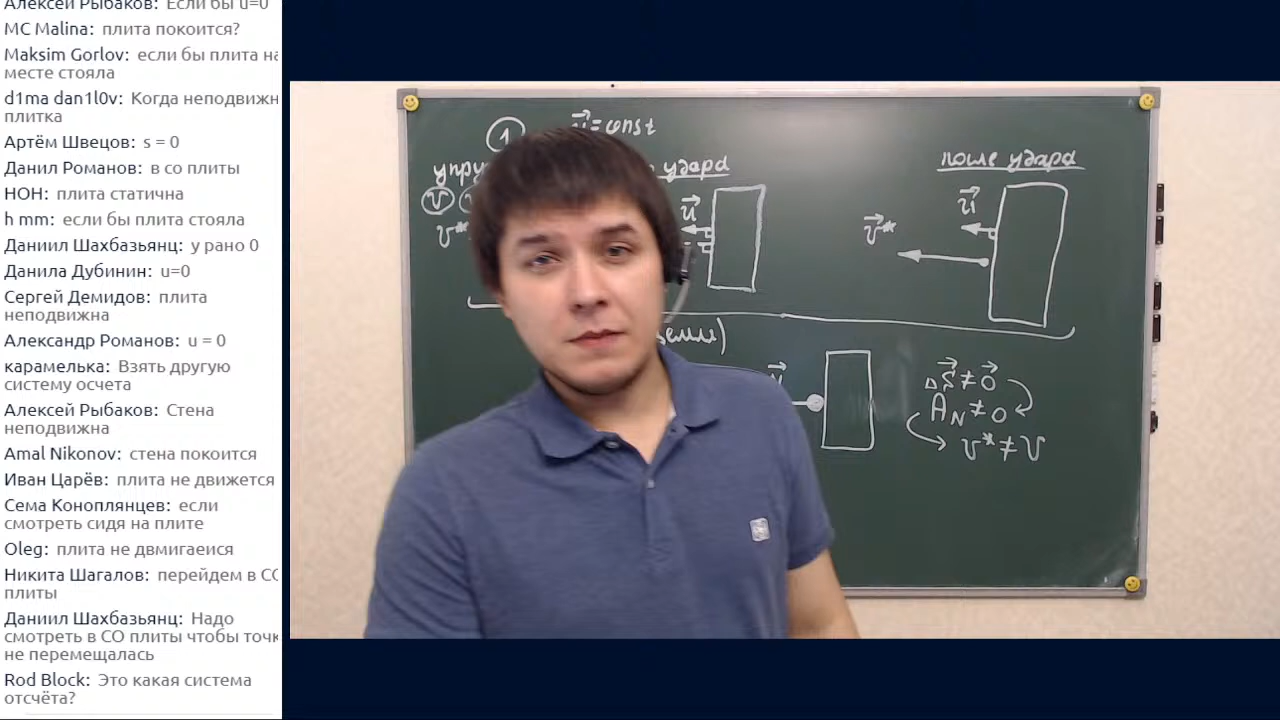 Алексей Рыбаков: Если бы u=0
MC Malina: плита покоится?
Maksim Gorlov: если бы плита на
месте стояла
d1ma dan1l0v: Когда неподвижн
плитка
Артём Швецов: s = 0
Данил Романов: в со плиты
НОН: плита статична
h mm: если бы плита стояла
Даниил Шахбазьянц: у рано 0
Данила Дубинин: u=0
Сергей Демидов: плита
неподвижна
Александр Романов: u = 0
карамелька: Взять другую
систему осчета
Алексей Рыбаков: Стена
неподвижна
Amal Nikonov: стена покоится
Иван Царёв: плита не движется
Сема Коноплянцев: если
смотреть сидя на плите
Oleg: плита не двмигаеися
Никита Шагалов: перейдем в СО
плиты
Даниил Шахбазьянц: Надо
смотреть в СО плиты чтобы точк
не перемещалась
Rod Block: Это какая система
отсчёта?
1
u⃗ = const
упру
удара
v
v*
u⃗
после удара
u⃗
v⃗*
земли)
ΔS⃗ ≠ 0⃗
A_N ≠ 0
v* ≠ v